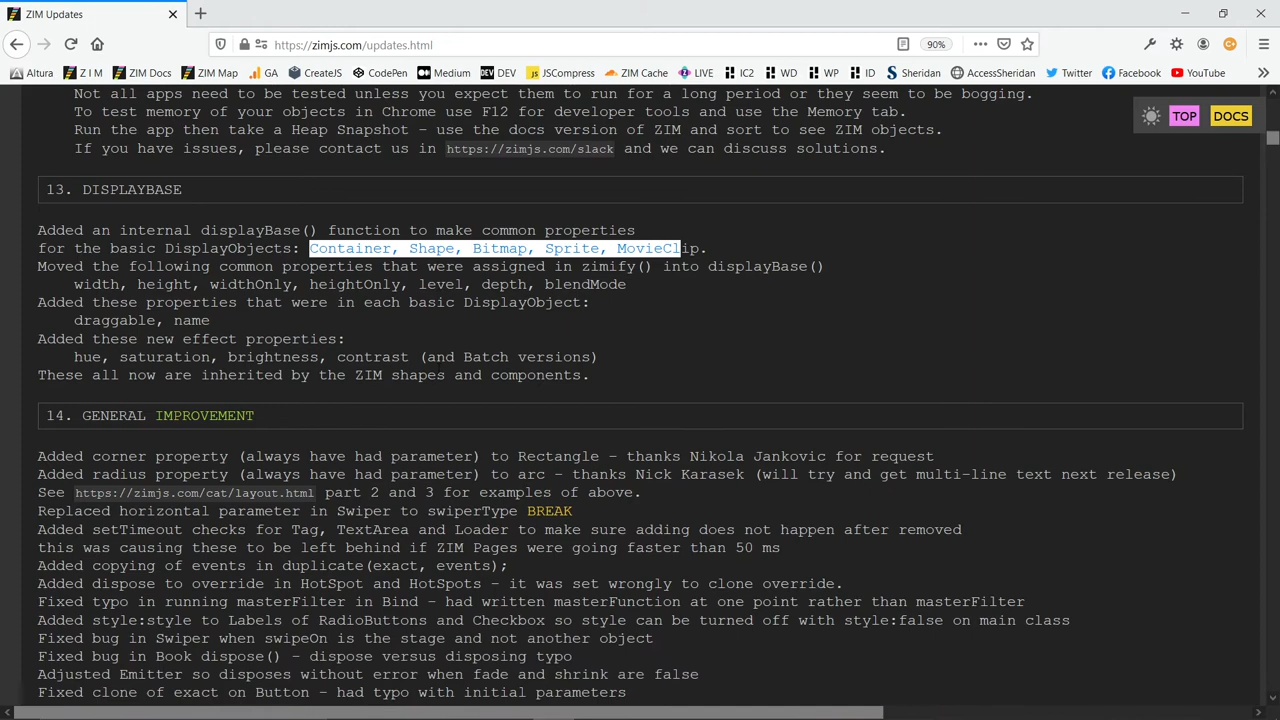 ZIM Updates
https://zimjs.com/updates.html
90%
Altura
Z I M
ZIM Docs
ZIM Map
GA
CreateJS
CodePen
Medium
DEV
JSCompress
ZIM Cache
LIVE
IC2
WD
WP
ID
Sheridan
AccessSheridan
Twitter
Facebook
YouTube
Not all apps need to be tested unless you expect them to run for a long period or they seem to be bogging.
To test memory of your objects in Chrome use F12 for developer tools and use the Memory tab.
Run the app then take a Heap Snapshot - use the docs version of ZIM and sort to see ZIM objects.
If you have issues, please contact us in https://zimjs.com/slack and we can discuss solutions.
TOP
DOCS
13. DISPLAYBASE
Added an internal displayBase() function to make common properties
for the basic DisplayObjects: Container, Shape, Bitmap, Sprite, MovieClip.
Moved the following common properties that were assigned in zimify() into displayBase()
width, height, widthOnly, heightOnly, level, depth, blendMode
Added these properties that were in each basic DisplayObject:
draggable, name
Added these new effect properties:
hue, saturation, brightness, contrast (and Batch versions)
These all now are inherited by the ZIM shapes and components.
14. GENERAL IMPROVEMENT
Added corner property (always have had parameter) to Rectangle - thanks Nikola Jankovic for request
Added radius property (always have had parameter) to arc - thanks Nick Karasek (will try and get multi-line text next release)
See https://zimjs.com/cat/layout.html part 2 and 3 for examples of above.
Replaced horizontal parameter in Swiper to swiperType BREAK
Added setTimeout checks for Tag, TextArea and Loader to make sure adding does not happen after removed
this was causing these to be left behind if ZIM Pages were going faster than 50 ms
Added copying of events in duplicate(exact, events);
Added dispose to override in HotSpot and HotSpots - it was set wrongly to clone override.
Fixed typo in running masterFilter in Bind - had written masterFunction at one point rather than masterFilter
Added style:style to Labels of RadioButtons and Checkbox so style can be turned off with style:false on main class
Fixed bug in Swiper when swipeOn is the stage and not another object
Fixed bug in Book dispose() - dispose versus disposing typo
Adjusted Emitter so disposes without error when fade and shrink are false
Fixed clone of exact on Button - had typo with initial parameters